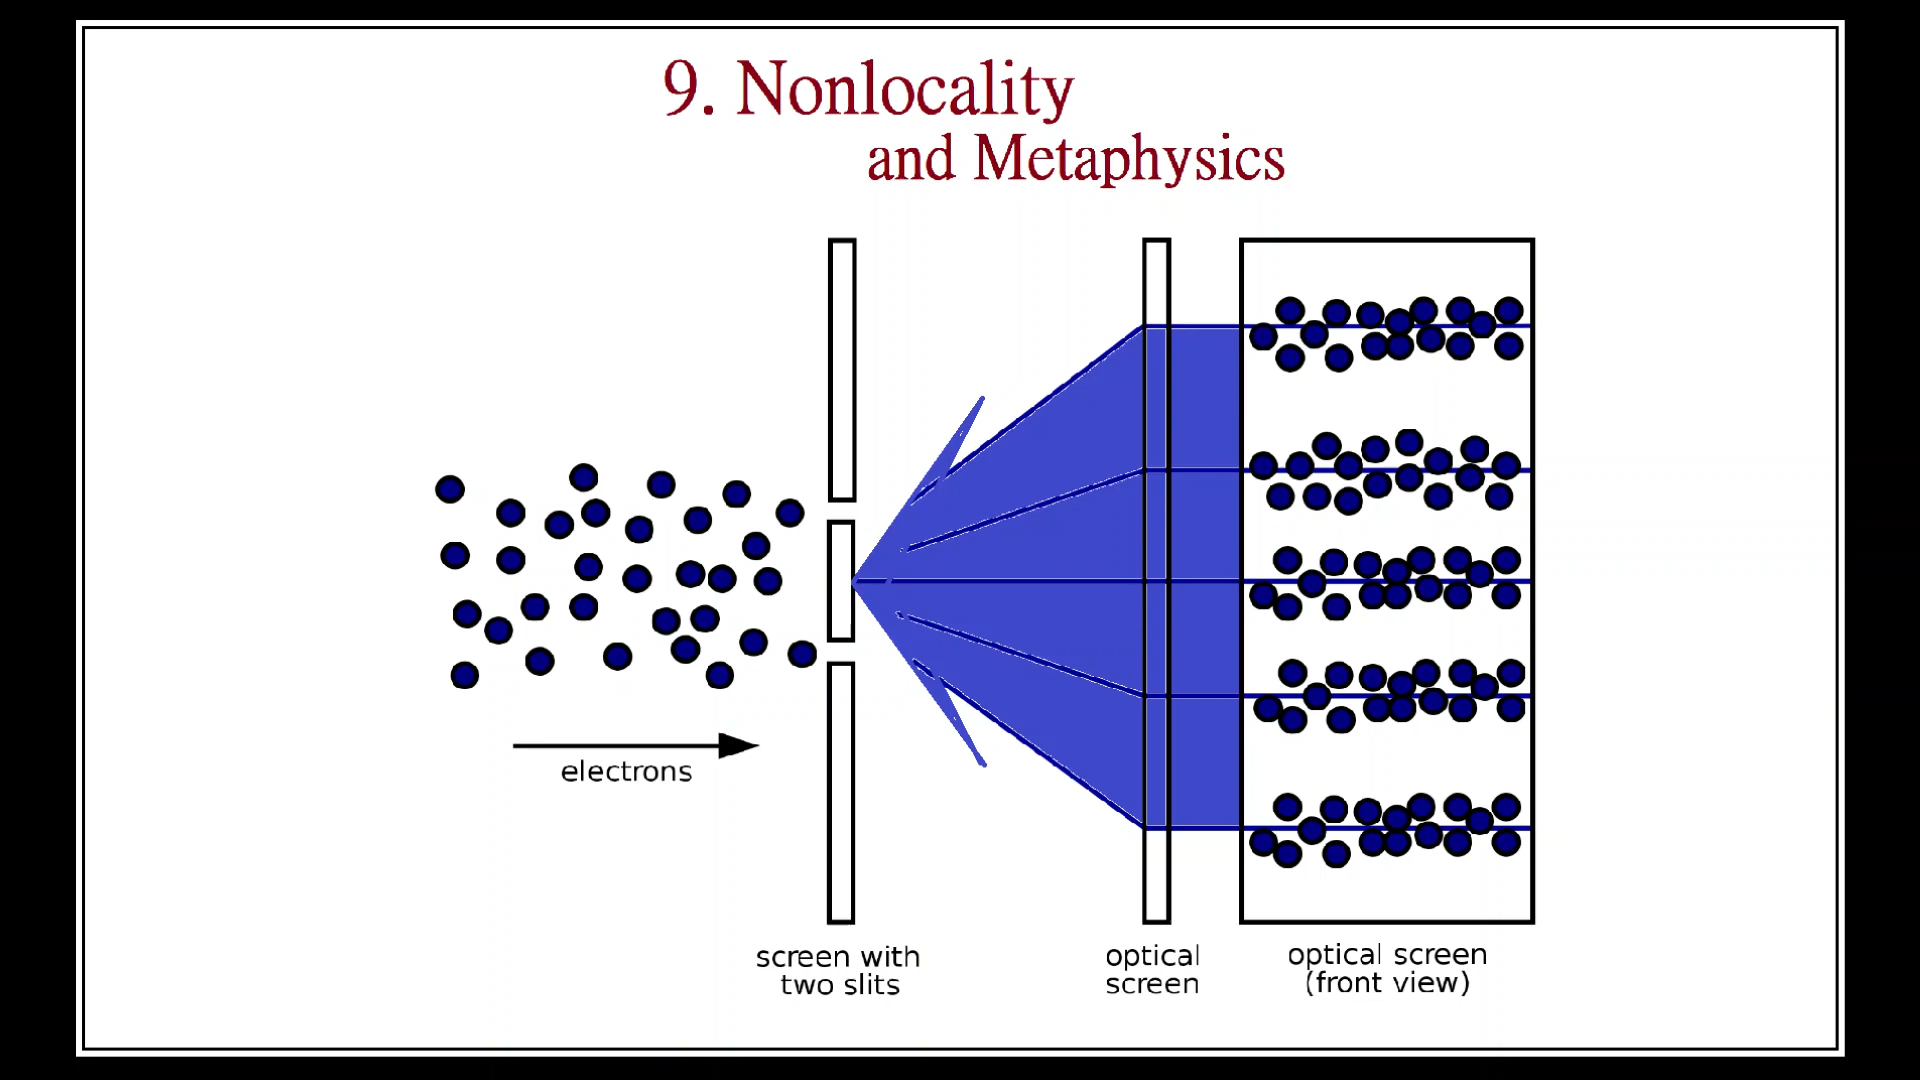 9. Nonlocality
and Metaphysics
electrons
screen with
two slits
optical
screen
optical screen
(front view)